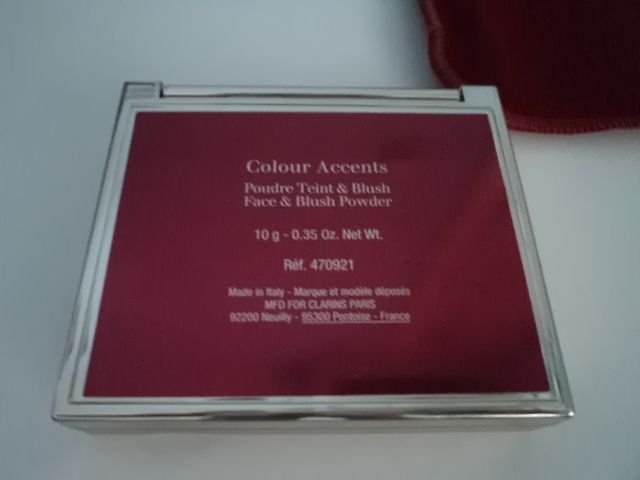 Colour Accents
Poudre Teint & Blush
Face & Blush Powder
10 g - 0.35 Oz. Net Wt.
Réf. 470921
Made in Italy - Marque et modèle déposés
MFD FOR CLARINS PARIS
92200 Neuilly - 95300 Pontoise - France